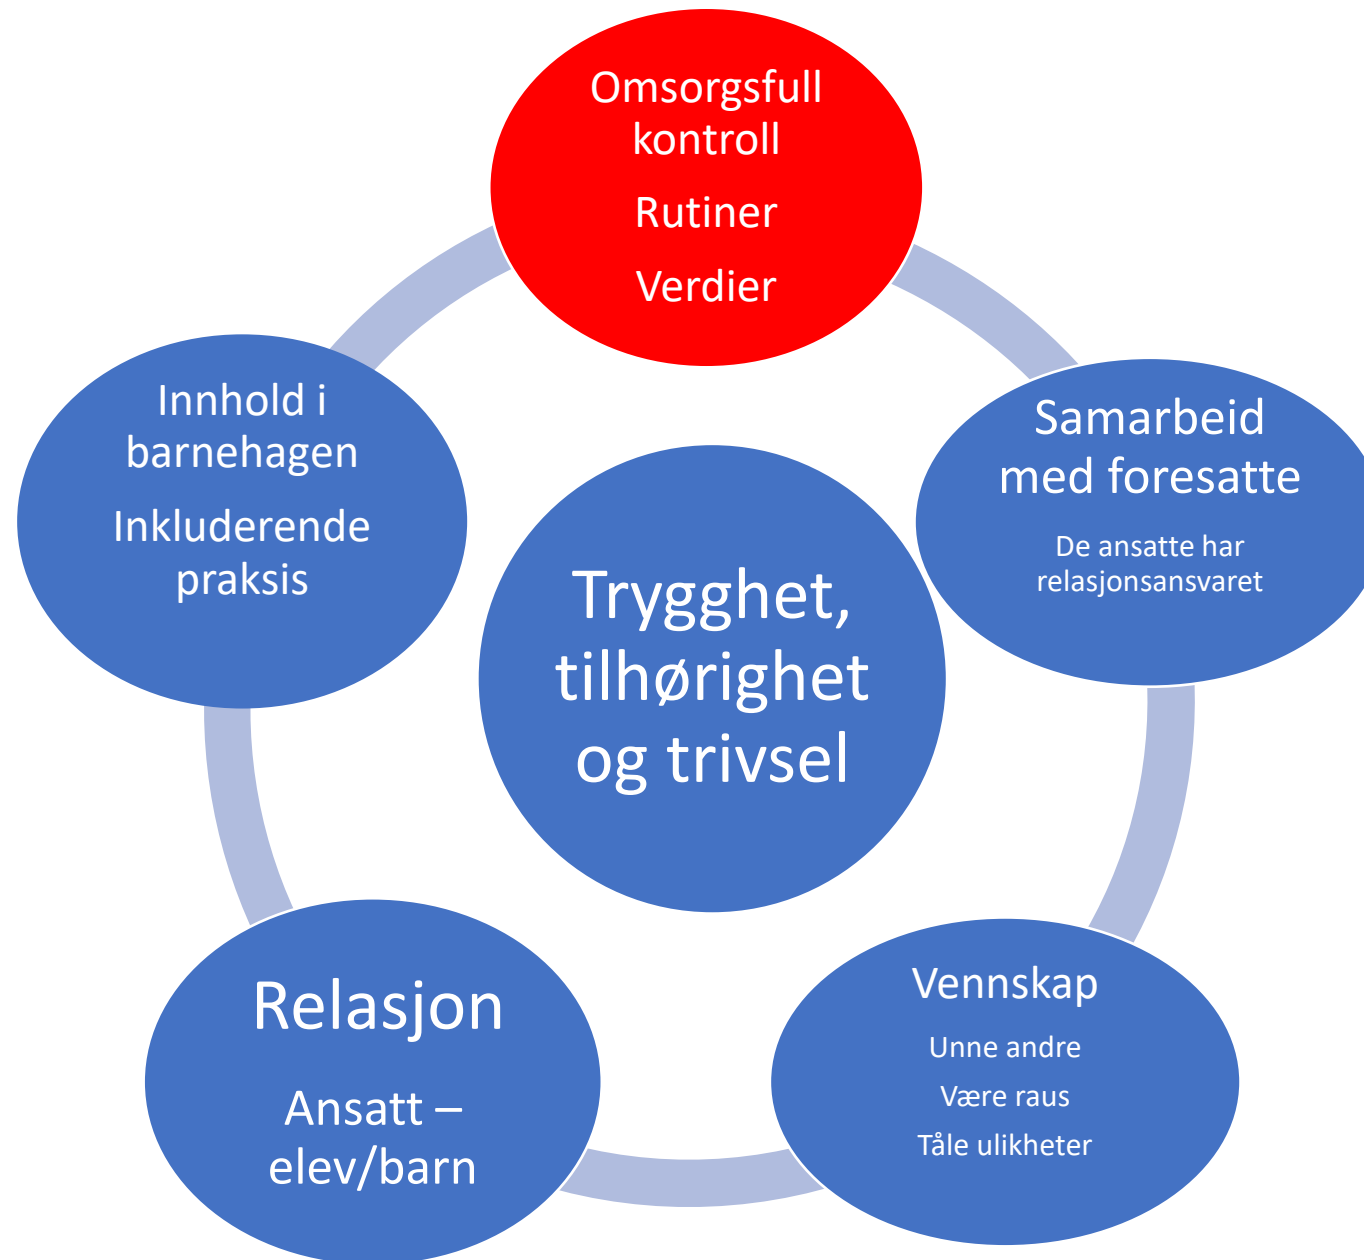 Omsorgsfull
kontroll
Rutiner
Verdier
Samarbeid
med foresatte
De ansatte har
relasjonsansvaret
Vennskap
Unne andre
Være raus
Tåle ulikheter
Relasjon
Ansatt –
elev/barn
Innhold i
barnehagen
Inkluderende
praksis
Trygghet,
tilhørighet
og trivsel